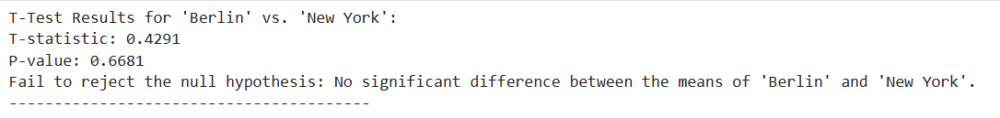 T-Test Results for 'Berlin' vs. 'New York':
T-statistic: 0.4291
P-value: 0.6681
Fail to reject the null hypothesis: No significant difference between the means of 'Berlin' and 'New York'.
----------------------------------------